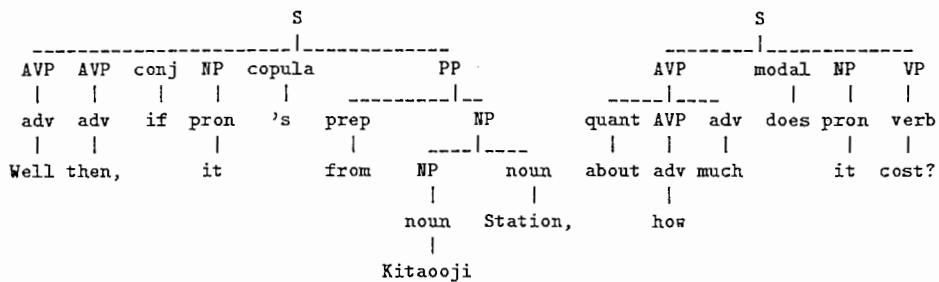 S S
AVP AVP conj NP copula PP AVP modal NP VP
adv adv if pron 's prep NP quant AVP adv does pron verb
Well then, it from NP noun about adv much it cost?
noun Station, how
Kitaooji